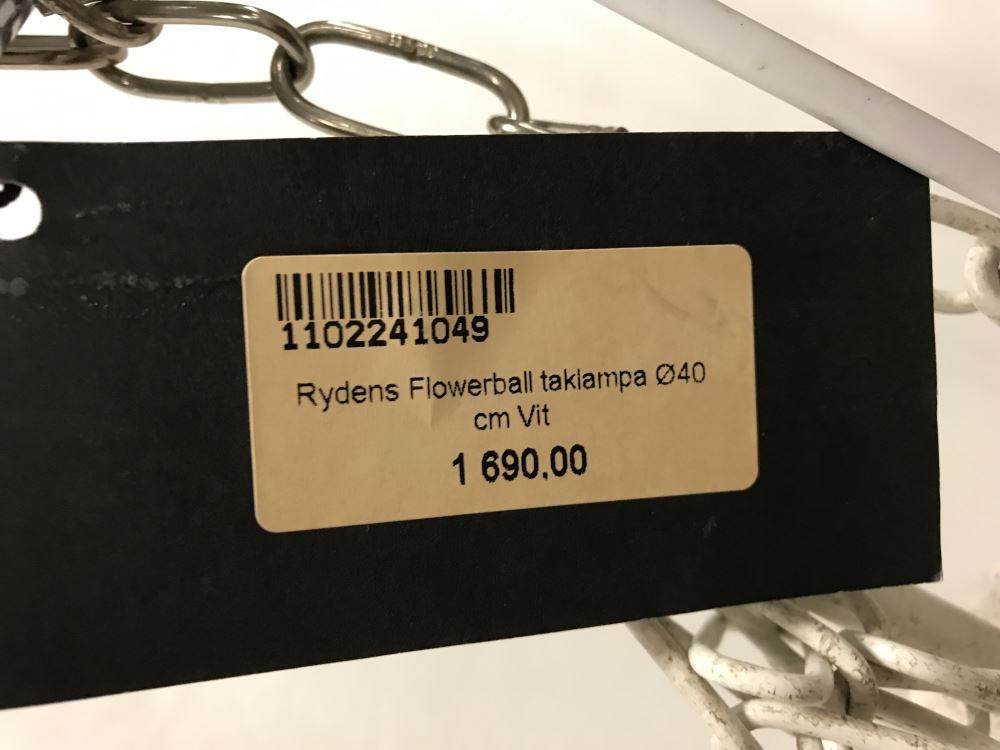 1102241049
Rydens Flowerball taklampa Ø40
cm Vit
1 690,00